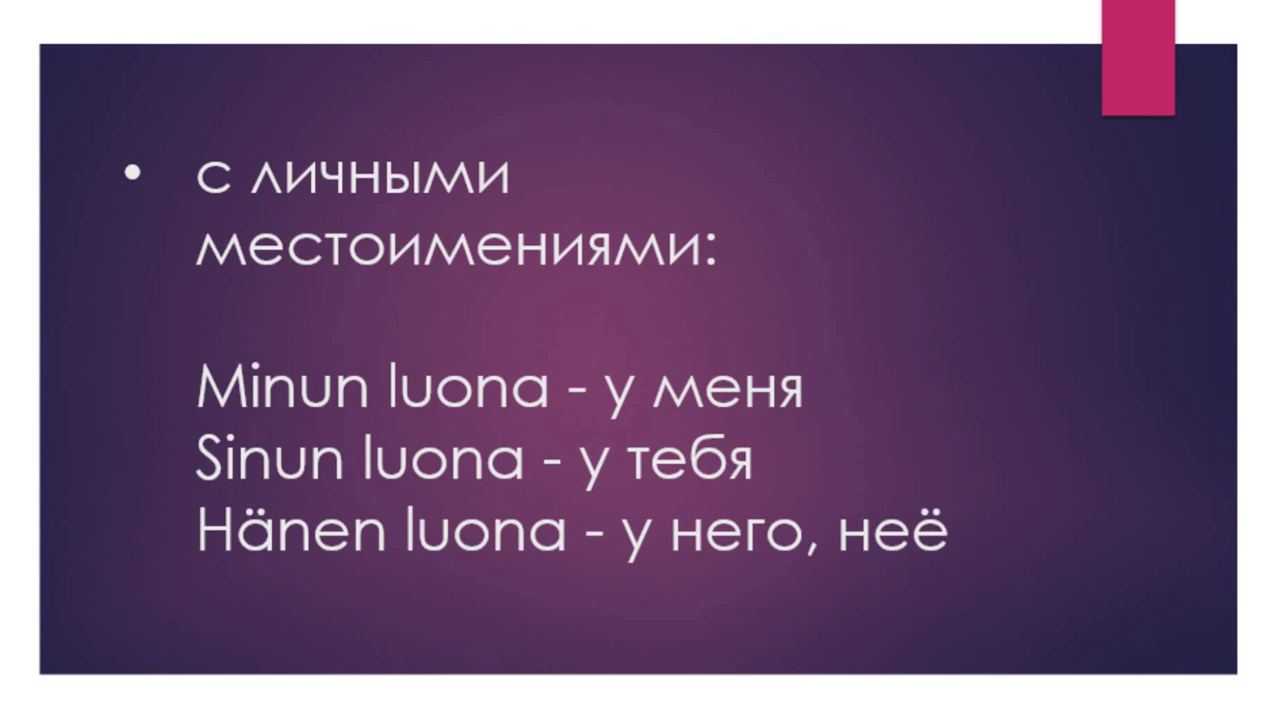 • с личными
местоимениями:
Minun luona - у меня
Sinun luona - у тебя
Hänen luona - у него, неё